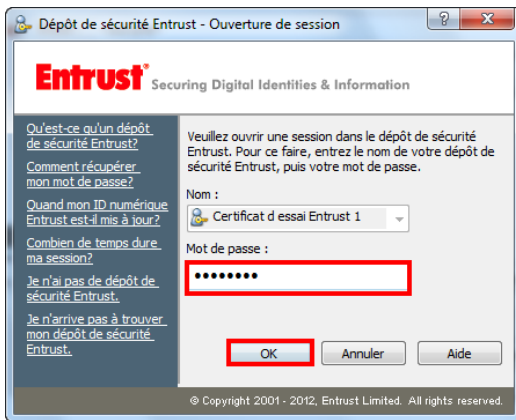 Dépôt de sécurité Entrust - Ouverture de session
Entrust® Securing Digital Identities & Information
Qu'est-ce qu'un dépôt
de sécurité Entrust?
Comment récupérer
mon mot de passe?
Quand mon ID numérique
Entrust est-il mis à jour?
Combien de temps dure
ma session?
Je n'ai pas de dépôt de
sécurité Entrust.
Je n'arrive pas à trouver
mon dépôt de sécurité
Entrust.
Veuillez ouvrir une session dans le dépôt de sécurité
Entrust. Pour ce faire, entrez le nom de votre dépôt de
sécurité Entrust, puis votre mot de passe.
Nom :
Certificat d essai Entrust 1
Mot de passe :
••••••••
OK Annuler Aide
© Copyright 2001 - 2012, Entrust Limited. All rights reserved.